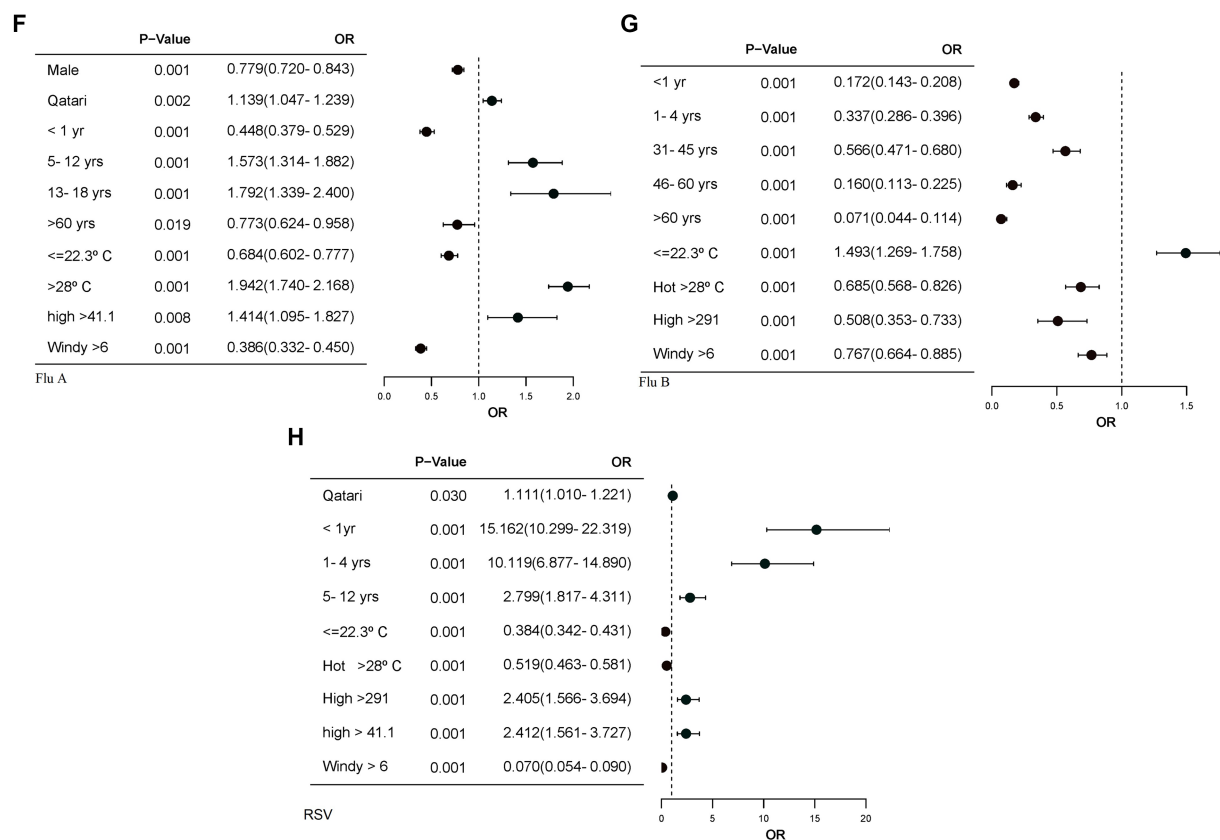 F
P−Value OR
Male 0.001 0.779(0.720- 0.843)
Qatari 0.002 1.139(1.047- 1.239)
< 1 yr 0.001 0.448(0.379- 0.529)
5- 12 yrs 0.001 1.573(1.314- 1.882)
13- 18 yrs 0.001 1.792(1.339- 2.400)
>60 yrs 0.019 0.773(0.624- 0.958)
<=22.3º C 0.001 0.684(0.602- 0.777)
>28º C 0.001 1.942(1.740- 2.168)
high >41.1 0.008 1.414(1.095- 1.827)
Windy >6 0.001 0.386(0.332- 0.450)
Flu A
0.0 0.5 1.0 1.5 2.0
OR
G
P−Value OR
<1 yr 0.001 0.172(0.143- 0.208)
1- 4 yrs 0.001 0.337(0.286- 0.396)
31- 45 yrs 0.001 0.566(0.471- 0.680)
46- 60 yrs 0.001 0.160(0.113- 0.225)
>60 yrs 0.001 0.071(0.044- 0.114)
<=22.3º C 0.001 1.493(1.269- 1.758)
Hot >28º C 0.001 0.685(0.568- 0.826)
High >291 0.001 0.508(0.353- 0.733)
Windy >6 0.001 0.767(0.664- 0.885)
Flu B
0.0 0.5 1.0 1.5
OR
H
P−Value OR
Qatari 0.030 1.111(1.010- 1.221)
< 1yr 0.001 15.162(10.299- 22.319)
1- 4 yrs 0.001 10.119(6.877- 14.890)
5- 12 yrs 0.001 2.799(1.817- 4.311)
<=22.3º C 0.001 0.384(0.342- 0.431)
Hot >28º C 0.001 0.519(0.463- 0.581)
High >291 0.001 2.405(1.566- 3.694)
high > 41.1 0.001 2.412(1.561- 3.727)
Windy > 6 0.001 0.070(0.054- 0.090)
RSV
0 5 10 15 20
OR